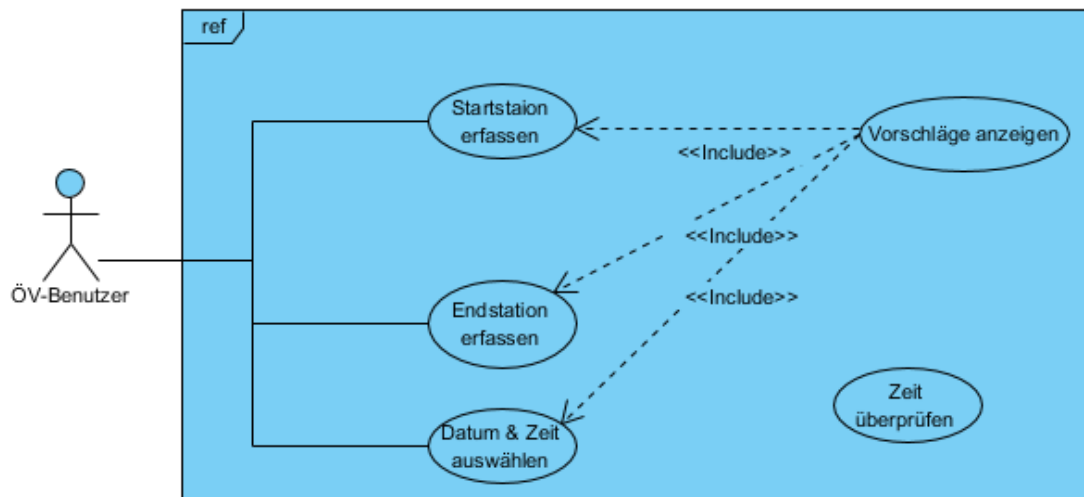 ref
Startstaion
erfassen
Vorschläge anzeigen
<<Include>>
<<Include>>
ÖV-Benutzer
Endstation
erfassen
<<Include>>
Zeit
überprüfen
Datum & Zeit
auswählen